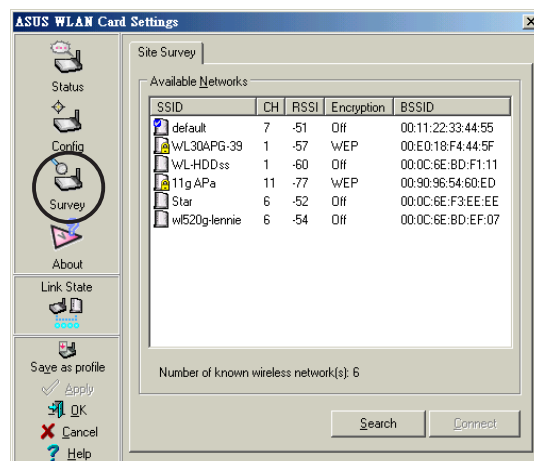 ASUS WLAN Card Settings
Status
Config
Survey
About
Link State
Save as profile
Apply
OK
Cancel
Help
Site Survey
Available Networks
SSID CH RSSI Encryption BSSID
default 7 -51 Off 00:11:22:33:44:55
WL30APG-39 1 -57 WEP 00:E0:18:F4:44:5F
WL-HDDss 1 -60 Off 00:0C:6E:BD:F1:11
11g APa 11 -77 WEP 00:90:96:54:60:ED
Star 6 -52 Off 00:0C:6E:F3:EE:EE
wl520g-lennie 6 -54 Off 00:0C:6E:BD:EF:07
Number of known wireless network(s): 6
Search Connect